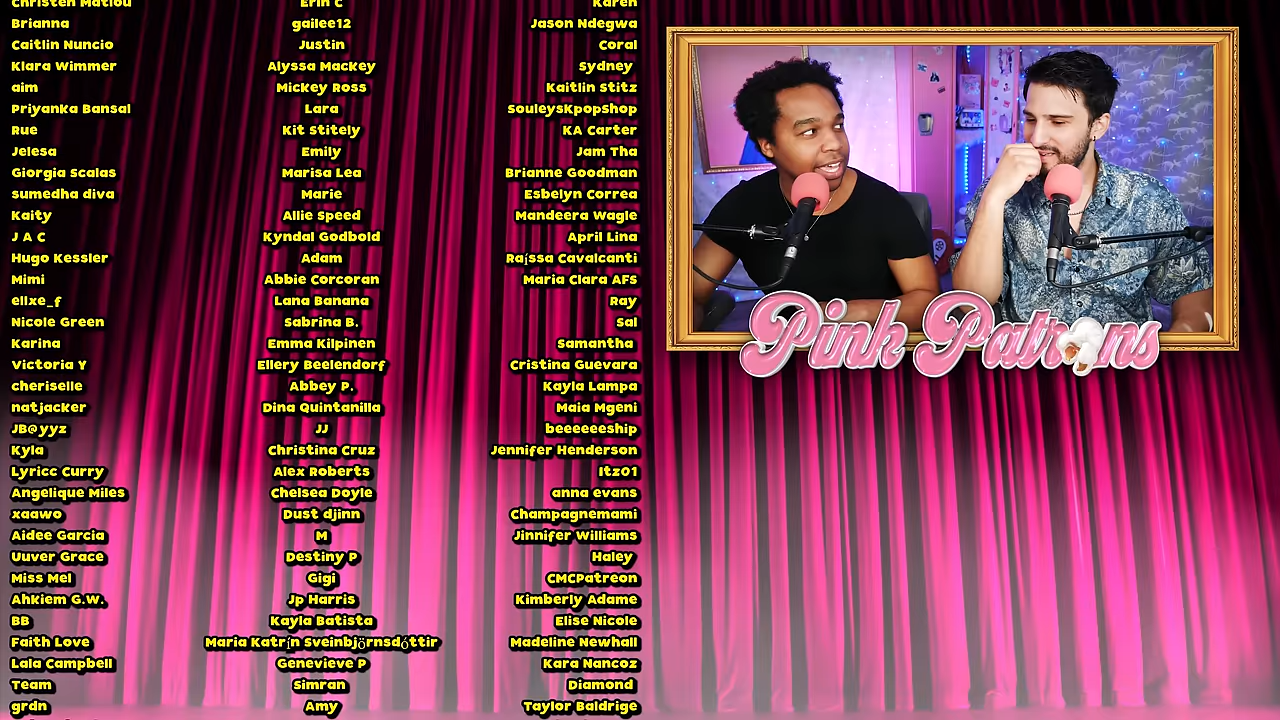 Christen Matlou
Brianna
Caitlin Nuncio
Klara Wimmer
aim
Priyanka Bansal
Rue
Jelesa
Giorgia Scalas
sumedha diva
Kaity
J A C
Hugo Kessler
Mimi
ellxe_f
Nicole Green
Karina
Victoria Y
cheriselle
natjacker
JB@yyz
Kyla
Lyricc Curry
Angelique Miles
xaawo
Aidee Garcia
Uuver Grace
Miss Mel
Ahkiem G.W.
BB
Faith Love
Lala Campbell
Team
grdn
Erin C
gailee12
Justin
Alyssa Mackey
Mickey Ross
Lara
Kit Stitely
Emily
Marisa Lea
Marie
Allie Speed
Kyndal Godbold
Adam
Abbie Corcoran
Lana Banana
Sabrina B.
Emma Kilpinen
Ellery Beelendorf
Abbey P.
Dina Quintanilla
JJ
Christina Cruz
Alex Roberts
Chelsea Doyle
Dust djinn
M
Destiny P
Gigi
Jp Harris
Kayla Batista
Maria Katrín Sveinbjörnsdóttir
Genevieve P
Simran
Amy
Karen
Jason Ndegwa
Coral
Sydney
Kaitlin Stitz
SouleysKpopshop
KA Carter
Jam Tha
Brianne Goodman
Esbelyn Correa
Mandeera Wagle
April Lina
Raíssa Cavalcanti
Maria Clara AFS
Ray
Sal
Samantha
Cristina Guevara
Kayla Lampa
Maia Mgeni
beeeeeeship
Jennifer Henderson
Itz01
anna evans
Champagnemami
Jinnifer Williams
Haley
CMCPatreon
Kimberly Adame
Elise Nicole
Madeline Newhall
Kara Nancoz
Diamond
Taylor Baldrige
Pink Patrons